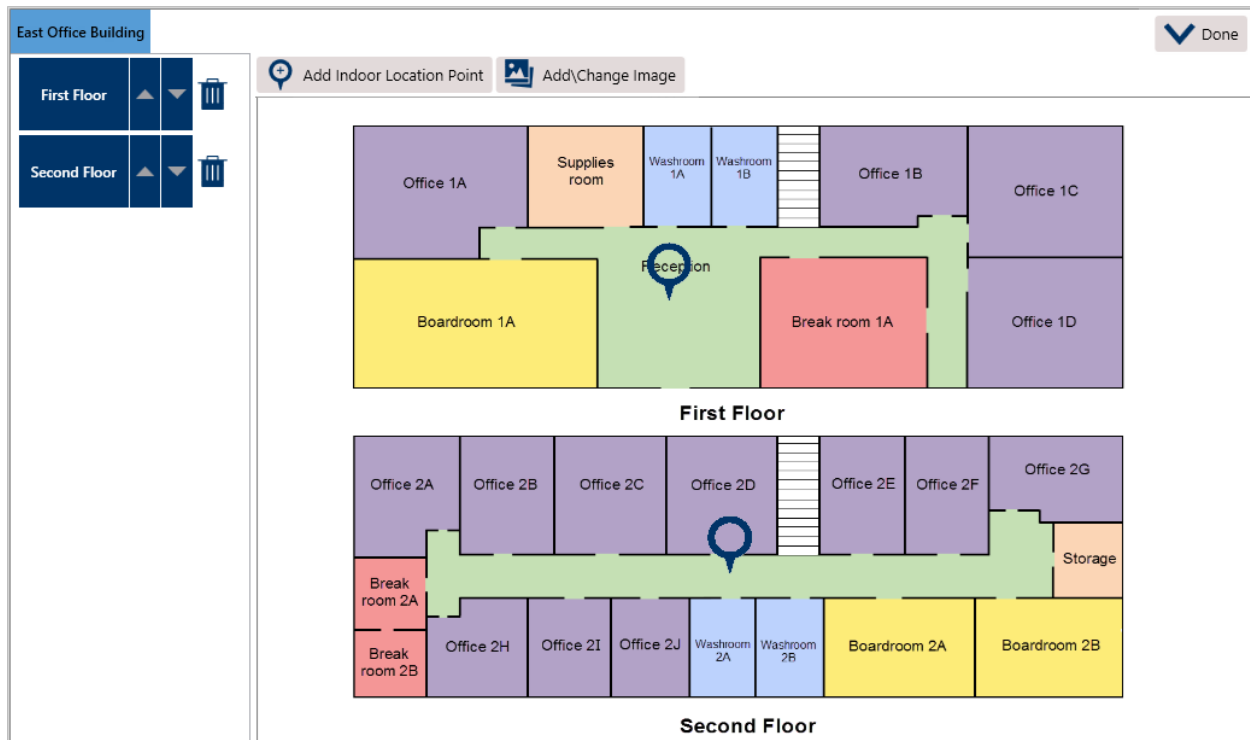 East Office Building
Done
First Floor
Second Floor
Add Indoor Location Point
Add\Change Image
Office 1A
Supplies
room
Washroom
1A
Washroom
1B
Office 1B
Office 1C
Reception
Boardroom 1A
Break room 1A
Office 1D
First Floor
Office 2A
Office 2B
Office 2C
Office 2D
Office 2E
Office 2F
Office 2G
Storage
Break
room 2A
Break
room 2B
Office 2H
Office 2I
Office 2J
Washroom
2A
Washroom
2B
Boardroom 2A
Boardroom 2B
Second Floor